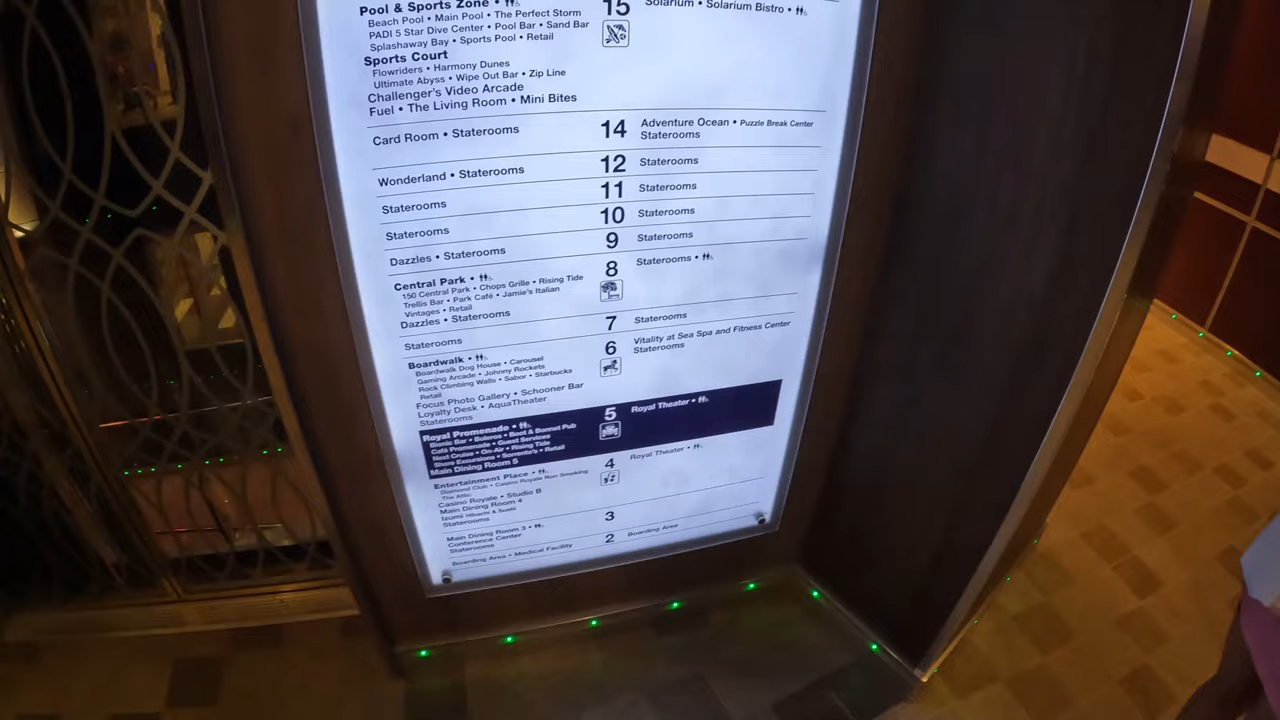 Pool & Sports Zone •
Beach Pool • Main Pool • The Perfect Storm
PADI 5 Star Dive Center • Pool Bar • Sand Bar
Splashaway Bay • Sports Pool • Retail
Sports Court
Flowriders • Harmony Dunes
Ultimate Abyss • Wipe Out Bar • Zip Line
Challenger's Video Arcade
Fuel • The Living Room • Mini Bites
15
Solarium • Solarium Bistro •
Card Room • Staterooms
14
Adventure Ocean • Puzzle Break Center
Staterooms
Wonderland • Staterooms
12
Staterooms
Staterooms
11
Staterooms
Staterooms
10
Staterooms
Dazzles • Staterooms
9
Staterooms
Central Park •
150 Central Park • Chops Grille • Rising Tide
Trellis Bar • Park Café • Jamie's Italian
Vintages • Retail
Dazzles • Staterooms
8
Staterooms •
Staterooms
7
Staterooms
Boardwalk •
Boardwalk Dog House • Carousel
Gaming Arcade • Johnny Rockets
Rock Climbing Walls • Sabor • Starbucks
Retail
Focus Photo Gallery • Schooner Bar
Loyalty Desk • AquaTheater
Staterooms
6
Vitality at Sea Spa and Fitness Center
Staterooms
Royal Promenade •
Bionic Bar • Boleros • Boot & Bonnet Pub
Café Promenade • Guest Services
Next Cruise • On-Air • Rising Tide
Shore Excursions • Sorrento's • Retail
Main Dining Room 5
5
Royal Theater •
Entertainment Place •
Diamond Club • Casino Royale Non Smoking
The Attic
Casino Royale • Studio B
Main Dining Room 4
Izumi Hibachi & Sushi
Staterooms
4
Royal Theater •
Main Dining Room 3 •
Conference Center
Staterooms
3
Boarding Area • Medical Facility
2
Boarding Area